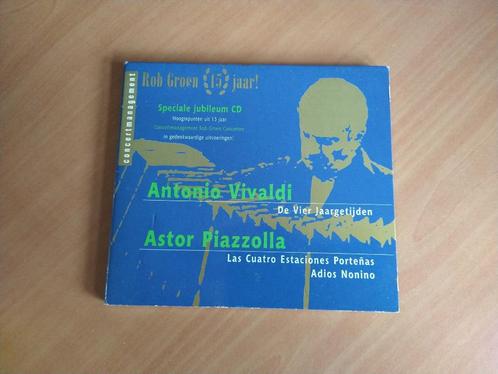 concertmanagement
Rob Groen 15 jaar!
Speciale jubileum CD
Hoogtepunten uit 15 jaar
Concertmanagement Rob Groen Concerten
in gedenkwaardige uitvoeringen!
Antonio Vivaldi
De Vier Jaargetijden
Astor Piazzolla
Las Cuatro Estaciones Porteñas
Adios Nonino